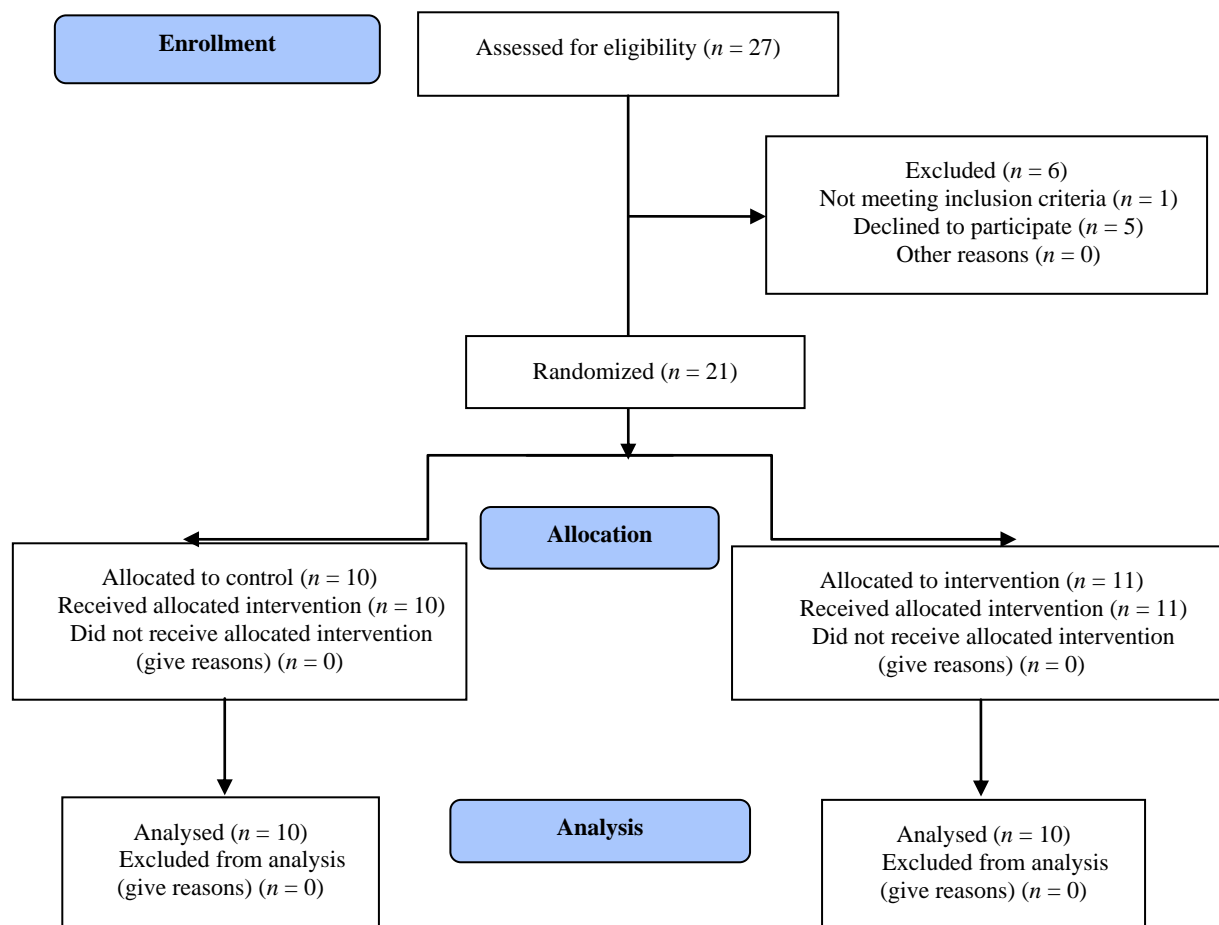 Enrollment
Assessed for eligibility (n = 27)
Excluded (n = 6)
Not meeting inclusion criteria (n = 1)
Declined to participate (n = 5)
Other reasons (n = 0)
Randomized (n = 21)
Allocation
Allocated to control (n = 10)
Received allocated intervention (n = 10)
Did not receive allocated intervention
(give reasons) (n = 0)
Allocated to intervention (n = 11)
Received allocated intervention (n = 11)
Did not receive allocated intervention
(give reasons) (n = 0)
Analysed (n = 10)
Excluded from analysis
(give reasons) (n = 0)
Analysis
Analysed (n = 10)
Excluded from analysis
(give reasons) (n = 0)